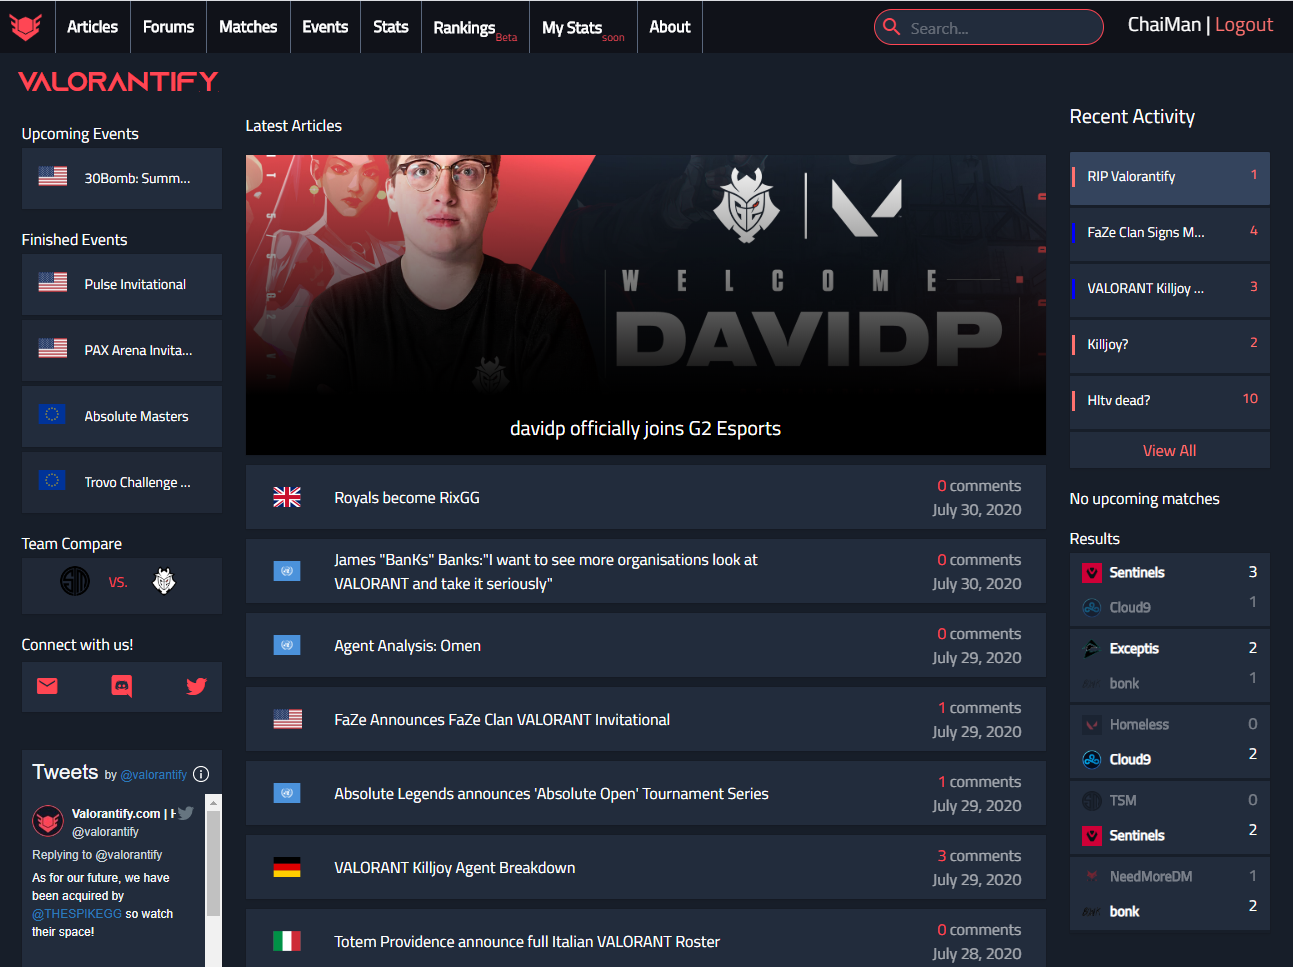 Articles
Forums
Matches
Events
Stats
Rankings Beta
My Stats soon
About
Search...
ChaiMan | Logout
VALORANTIFY
Upcoming Events
30Bomb: Summ...
Finished Events
Pulse Invitational
PAX Arena Invita...
Absolute Masters
Trovo Challenge ...
Team Compare
VS.
Connect with us!
Tweets by @valorantify
Valorantify.com | H
@valorantify
Replying to @valorantify
As for our future, we have
been acquired by
@THESPIKEGG so watch
their space!
Latest Articles
G2
WELCOME
DAVIDP
davidp officially joins G2 Esports
Royals become RixGG
0 comments
July 30, 2020
James "BanKs" Banks:"I want to see more organisations look at
VALORANT and take it seriously"
0 comments
July 30, 2020
Agent Analysis: Omen
0 comments
July 29, 2020
FaZe Announces FaZe Clan VALORANT Invitational
1 comments
July 29, 2020
Absolute Legends announces 'Absolute Open' Tournament Series
1 comments
July 29, 2020
VALORANT Killjoy Agent Breakdown
3 comments
July 29, 2020
Totem Providence announce full Italian VALORANT Roster
0 comments
July 28, 2020
Recent Activity
RIP Valorantify 1
FaZe Clan Signs M... 4
VALORANT Killjoy ... 3
Killjoy? 2
Hltv dead? 10
View All
No upcoming matches
Results
Sentinels 3
Cloud9 1
Exceptis 2
bonk 1
Homeless 0
Cloud9 2
TSM 0
Sentinels 2
NeedMoreDM 1
bonk 2